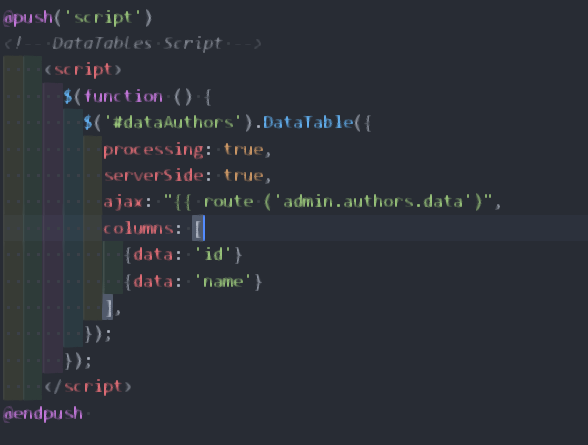 @push('script')
<!-- DataTables Script -->
<script>
$(function () {
$('#dataAuthors').DataTable({
processing: true,
serverSide: true,
ajax: "{{ route ('admin.authors.data')",
columns: [
{data: 'id'}
{data: 'name'}
],
});
});
</script>
@endpush